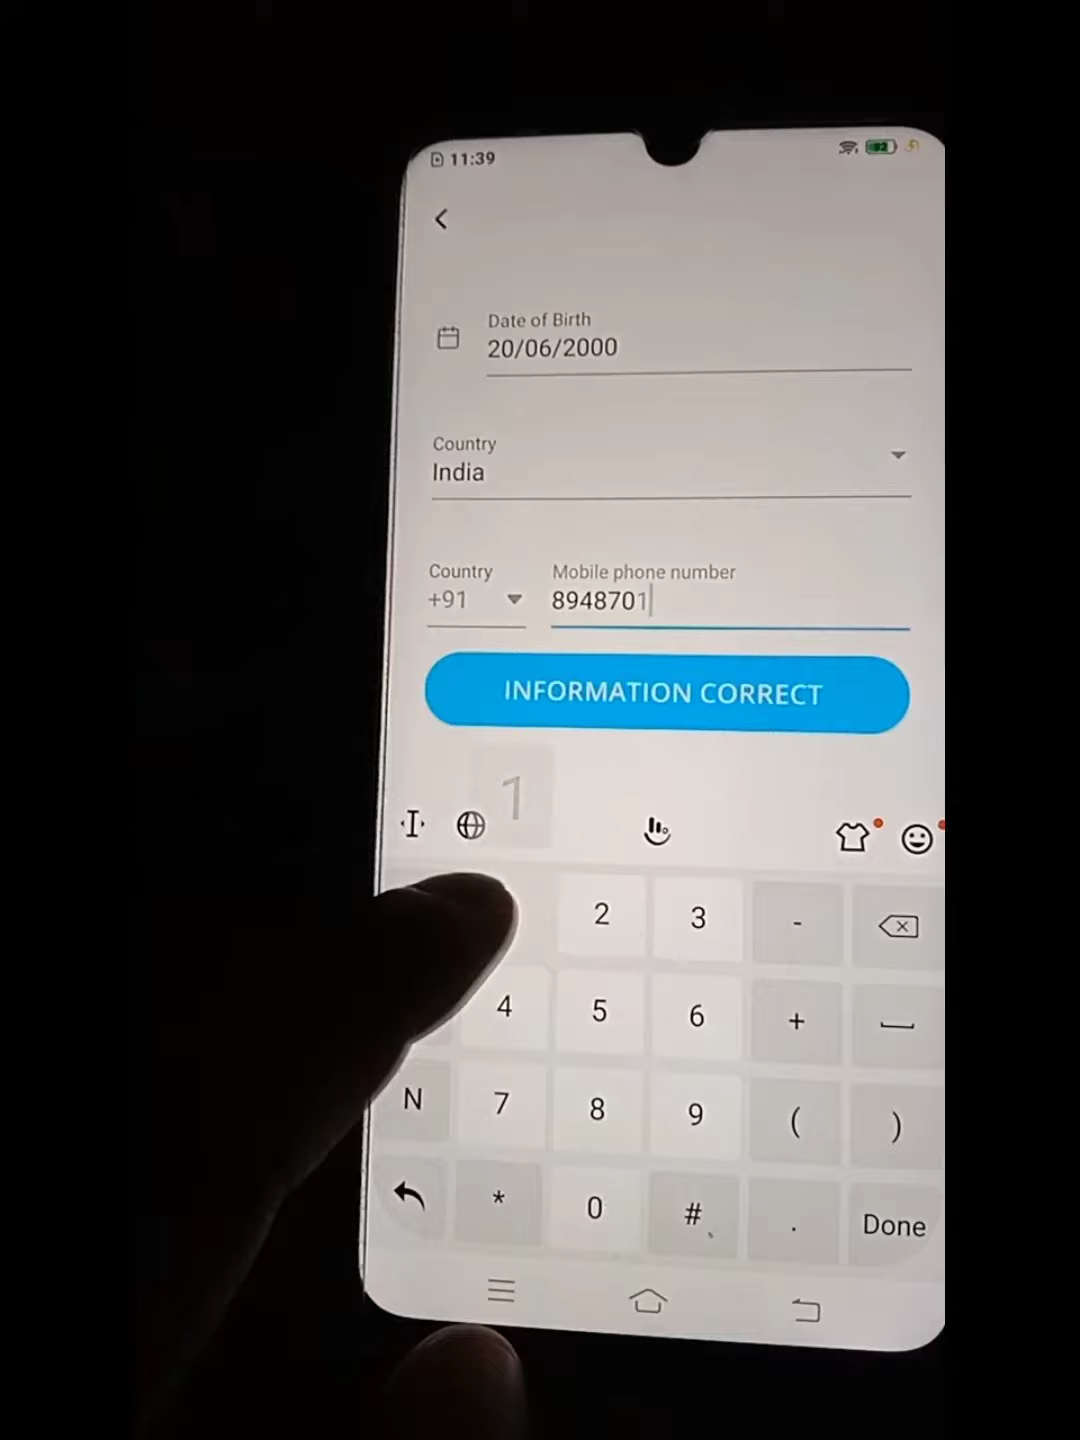 11:39
82
Date of Birth
20/06/2000
Country
India
Country
Mobile phone number
+91
8948701
INFORMATION CORRECT
1
2
3
-
4
5
6
+
N
7
8
9
(
)
*
0
#
.
Done